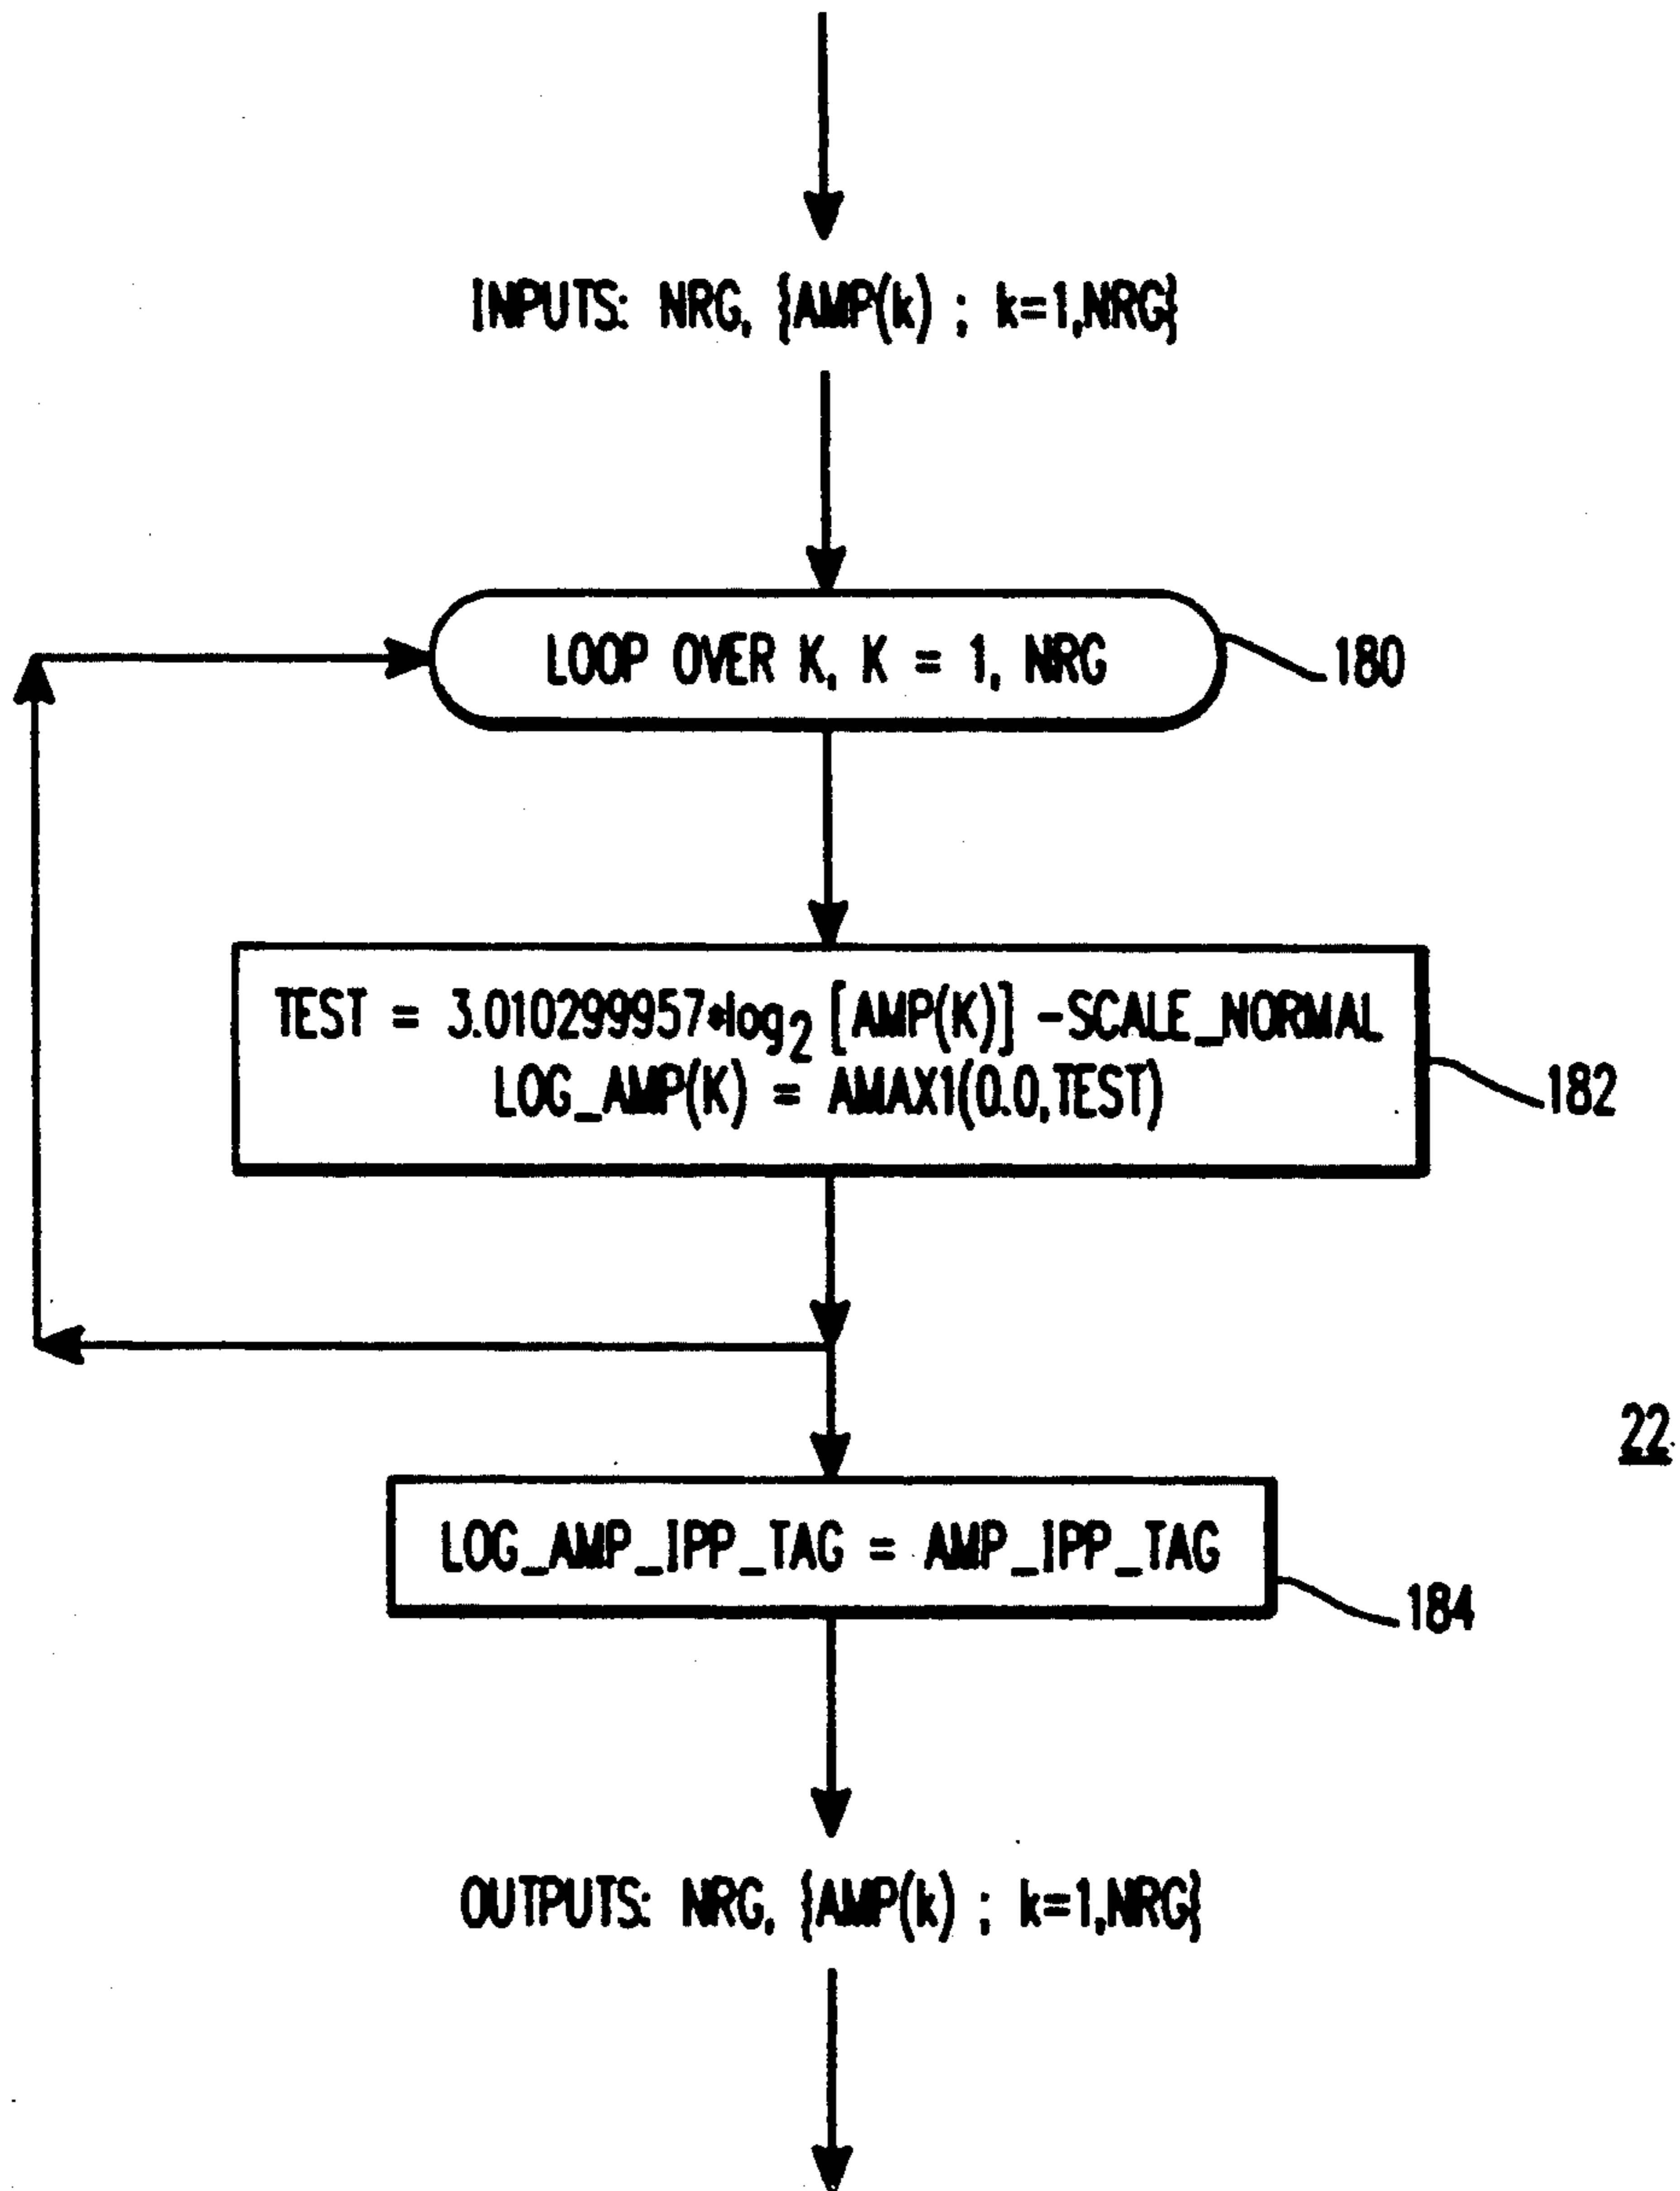 INPUTS: NRG, {AMP(k) ; k=1,NRG}
LOOP OVER K, K = 1, NRG
180
TEST = 3.010299957*log₂ [AMP(K)] -SCALE_NORMAL
LOG_AMP(K) = AMAX1(0.0,TEST)
182
22
LOG_AMP_IPP_TAG = AMP_IPP_TAG
184
OUTPUTS: NRG, {AMP(k) ; k=1,NRG}